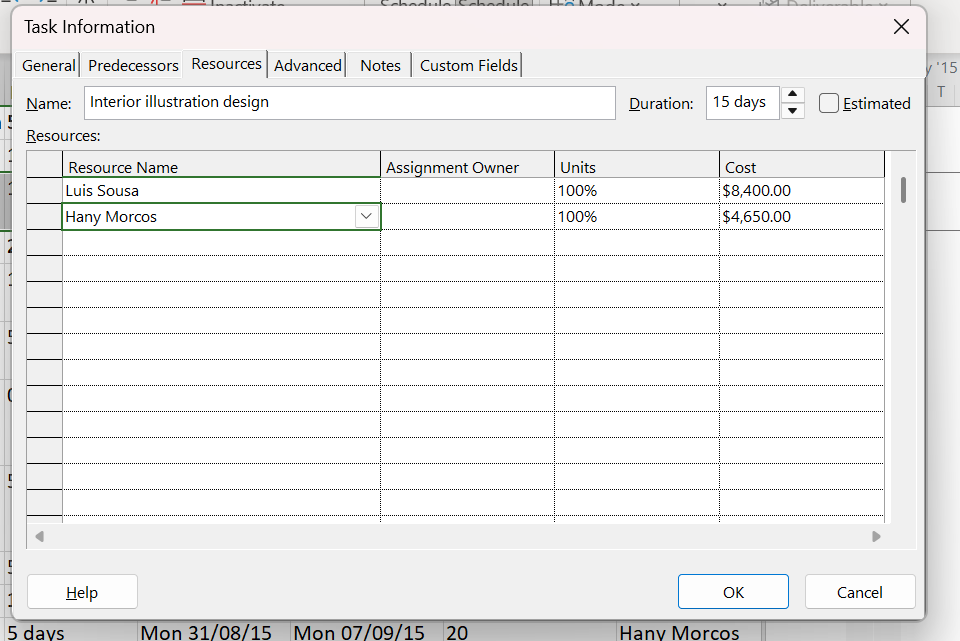 Task Information
General Predecessors Resources Advanced Notes Custom Fields
Name: Interior illustration design Duration: 15 days Estimated
Resources:
Resource Name Assignment Owner Units Cost
Luis Sousa 100% $8,400.00
Hany Morcos 100% $4,650.00
Help OK Cancel
5 days Mon 31/08/15 Mon 07/09/15 20 Hany Morcos